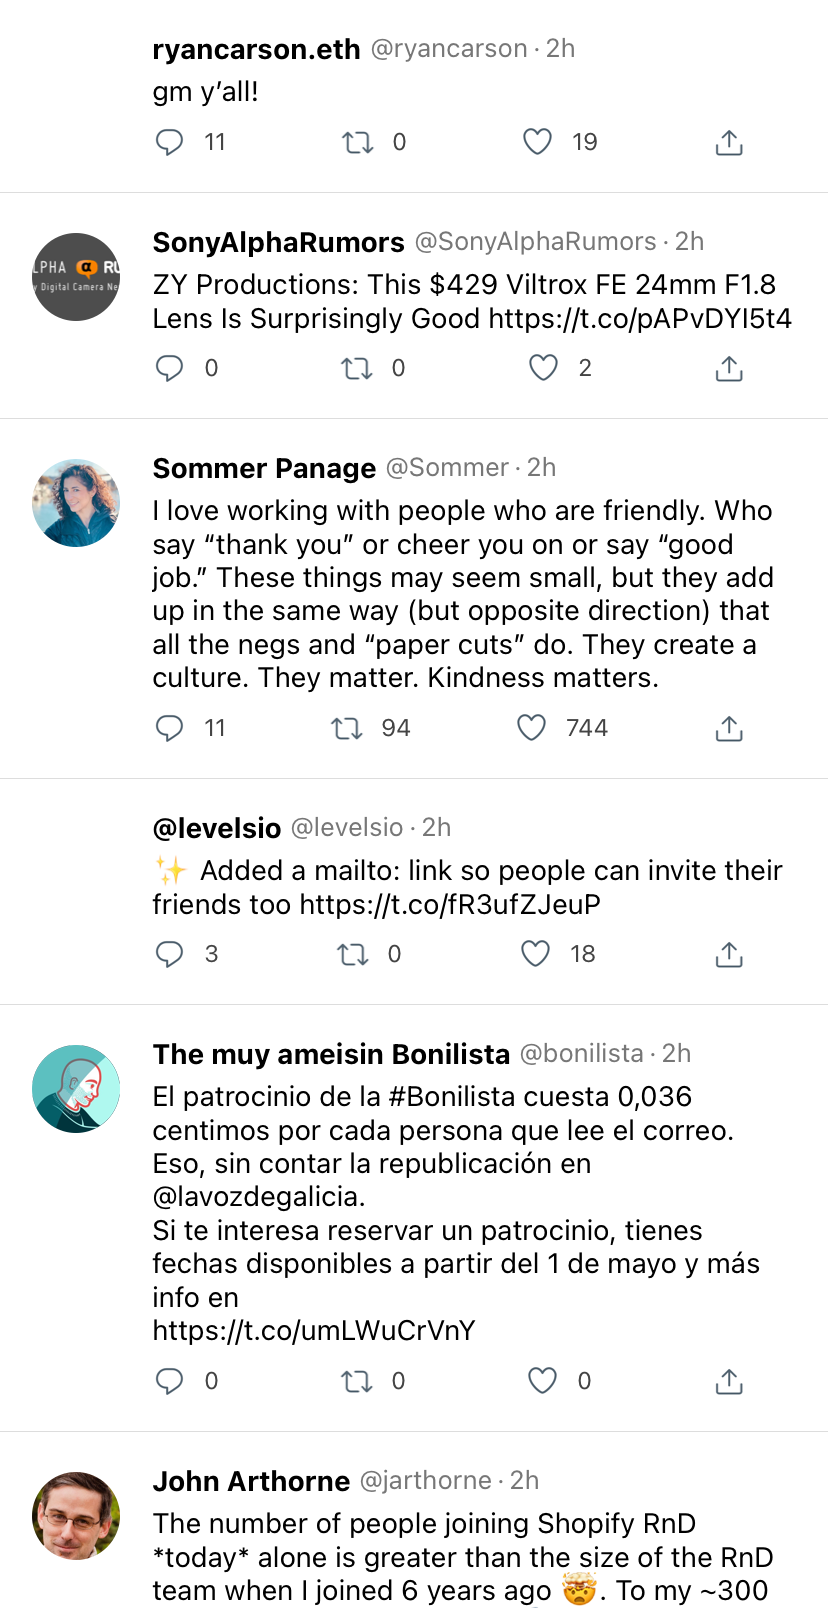 ryancarson.eth @ryancarson · 2h
gm y’all!
11 0 19
SonyAlphaRumors @SonyAlphaRumors · 2h
LPHA α RU
y Digital Camera Ne
ZY Productions: This $429 Viltrox FE 24mm F1.8
Lens Is Surprisingly Good https://t.co/pAPvDYI5t4
0 0 2
Sommer Panage @Sommer · 2h
I love working with people who are friendly. Who
say “thank you” or cheer you on or say “good
job.” These things may seem small, but they add
up in the same way (but opposite direction) that
all the negs and “paper cuts” do. They create a
culture. They matter. Kindness matters.
11 94 744
@levelsio @levelsio · 2h
✨ Added a mailto: link so people can invite their
friends too https://t.co/fR3ufZJeuP
3 0 18
The muy ameisin Bonilista @bonilista · 2h
El patrocinio de la #Bonilista cuesta 0,036
centimos por cada persona que lee el correo.
Eso, sin contar la republicación en
@lavozdegalicia.
Si te interesa reservar un patrocinio, tienes
fechas disponibles a partir del 1 de mayo y más
info en
https://t.co/umLWuCrVnY
0 0 0
John Arthorne @jarthorne · 2h
The number of people joining Shopify RnD
*today* alone is greater than the size of the RnD
team when I joined 6 years ago 🤯. To my ~300